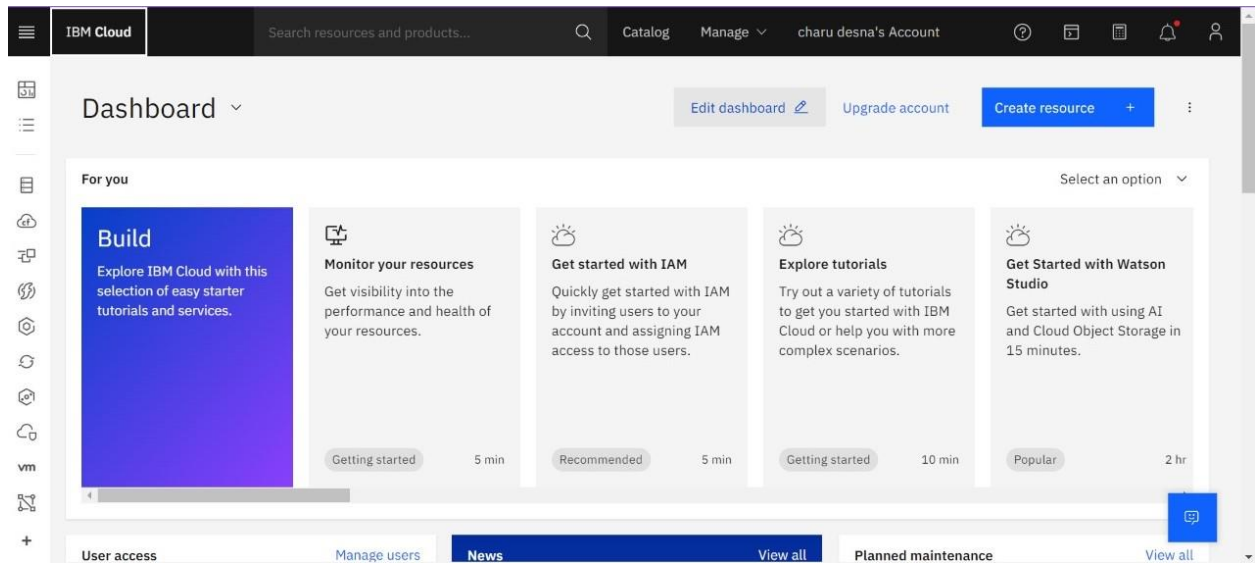 IBM Cloud
Search resources and products...
Catalog
Manage
charu desna's Account
Dashboard
Edit dashboard
Upgrade account
Create resource +
For you
Select an option
Build
Explore IBM Cloud with this
selection of easy starter
tutorials and services.
Monitor your resources
Get visibility into the
performance and health of
your resources.
Getting started
5 min
Get started with IAM
Quickly get started with IAM
by inviting users to your
account and assigning IAM
access to those users.
Recommended
5 min
Explore tutorials
Try out a variety of tutorials
to get you started with IBM
Cloud or help you with more
complex scenarios.
Getting started
10 min
Get Started with Watson
Studio
Get started with using AI
and Cloud Object Storage in
15 minutes.
Popular
2 hr
cf
vm
User access
Manage users
News
View all
Planned maintenance
View all